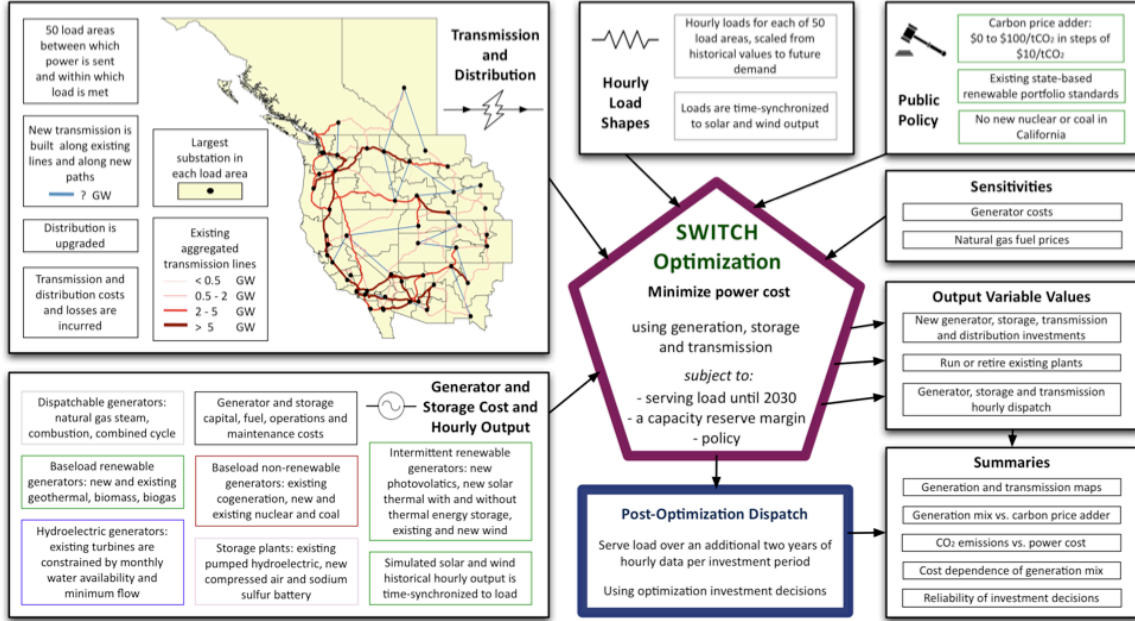 50 load areas
between which
power is sent
and within which
load is met
New transmission is
built along existing
lines and along new
paths
? GW
Distribution is
upgraded
Transmission and
distribution costs
and losses are
incurred
Largest
substation in
each load area
Existing
aggregated
transmission lines
< 0.5 GW
0.5 - 2 GW
2 - 5 GW
> 5 GW
Transmission
and
Distribution
Hourly
Load
Shapes
Hourly loads for each of 50
load areas, scaled from
historical values to future
demand
Loads are time-synchronized
to solar and wind output
Public
Policy
Carbon price adder:
$0 to $100/tCO₂ in steps of
$10/tCO₂
Existing state-based
renewable portfolio standards
No new nuclear or coal in
California
Sensitivities
Generator costs
Natural gas fuel prices
SWITCH
Optimization
Minimize power cost
using generation, storage
and transmission
subject to:
- serving load until 2030
- a capacity reserve margin
- policy
Output Variable Values
New generator, storage, transmission
and distribution investments
Run or retire existing plants
Generator, storage and transmission
hourly dispatch
Generator and
Storage Cost and
Hourly Output
Dispatchable generators:
natural gas steam,
combustion, combined cycle
Generator and storage
capital, fuel, operations and
maintenance costs
Baseload renewable
generators: new and existing
geothermal, biomass, biogas
Baseload non-renewable
generators: existing
cogeneration, new and
existing nuclear and coal
Intermittent renewable
generators: new
photovolatics, new solar
thermal with and without
thermal energy storage,
existing and new wind
Hydroelectric generators:
existing turbines are
constrained by monthly
water availability and
minimum flow
Storage plants: existing
pumped hydroelectric, new
compressed air and sodium
sulfur battery
Simulated solar and wind
historical hourly output is
time-synchronized to load
Post-Optimization Dispatch
Serve load over an additional two years of
hourly data per investment period
Using optimization investment decisions
Summaries
Generation and transmission maps
Generation mix vs. carbon price adder
CO₂ emissions vs. power cost
Cost dependence of generation mix
Reliability of investment decisions